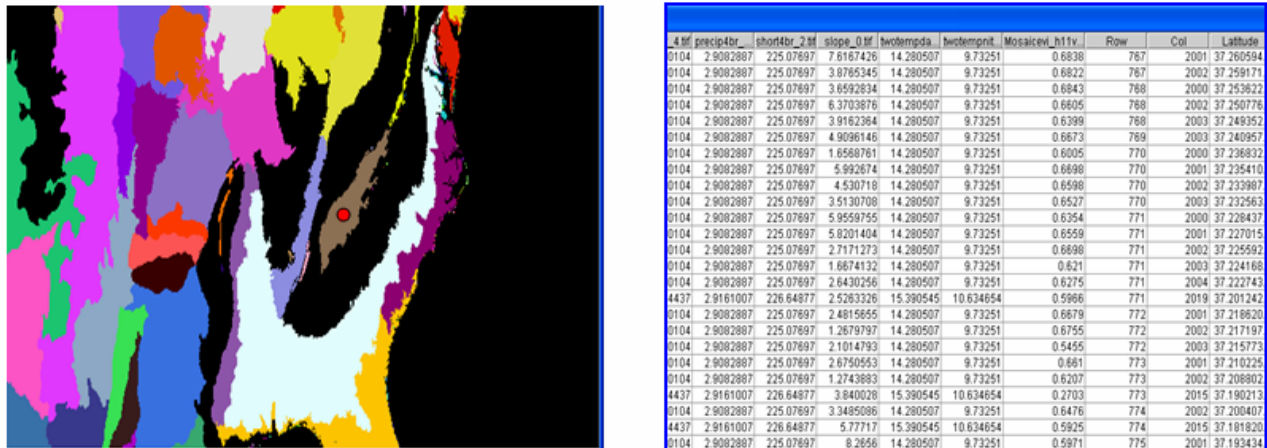 _4.tif precip4br_... short4br_2.tif slope_0.tif twotempda... twotempnit... Mosaicevi_h11v... Row Col Latitude
0104 2.9082887 225.07697 7.6167426 14.280507 9.73251 0.6838 767 2001 37.260594
0104 2.9082887 225.07697 3.8765345 14.280507 9.73251 0.6822 767 2002 37.259171
0104 2.9082887 225.07697 3.6592834 14.280507 9.73251 0.6843 768 2000 37.253622
0104 2.9082887 225.07697 6.3703876 14.280507 9.73251 0.6605 768 2002 37.250776
0104 2.9082887 225.07697 3.9162364 14.280507 9.73251 0.6399 768 2003 37.249352
0104 2.9082887 225.07697 4.9096146 14.280507 9.73251 0.6673 769 2003 37.240957
0104 2.9082887 225.07697 1.6568761 14.280507 9.73251 0.6005 770 2000 37.236832
0104 2.9082887 225.07697 5.992674 14.280507 9.73251 0.6698 770 2001 37.235410
0104 2.9082887 225.07697 4.530718 14.280507 9.73251 0.6598 770 2002 37.233987
0104 2.9082887 225.07697 3.5130708 14.280507 9.73251 0.6527 770 2003 37.232563
0104 2.9082887 225.07697 5.9559755 14.280507 9.73251 0.6354 771 2000 37.228437
0104 2.9082887 225.07697 5.8201404 14.280507 9.73251 0.6559 771 2001 37.227015
0104 2.9082887 225.07697 2.7171273 14.280507 9.73251 0.6698 771 2002 37.225592
0104 2.9082887 225.07697 1.6674132 14.280507 9.73251 0.621 771 2003 37.224168
0104 2.9082887 225.07697 2.6430256 14.280507 9.73251 0.6275 771 2004 37.222743
4437 2.9161007 226.64877 2.5263326 15.390545 10.634654 0.5966 771 2019 37.201242
0104 2.9082887 225.07697 2.4815655 14.280507 9.73251 0.6679 772 2001 37.218620
0104 2.9082887 225.07697 1.2679797 14.280507 9.73251 0.6755 772 2002 37.217197
0104 2.9082887 225.07697 2.1014793 14.280507 9.73251 0.5455 772 2003 37.215773
0104 2.9082887 225.07697 2.6750553 14.280507 9.73251 0.661 773 2001 37.210225
0104 2.9082887 225.07697 1.2743883 14.280507 9.73251 0.6207 773 2002 37.208802
4437 2.9161007 226.64877 3.840028 15.390545 10.634654 0.2703 773 2015 37.190213
0104 2.9082887 225.07697 3.3485086 14.280507 9.73251 0.6476 774 2002 37.200407
4437 2.9161007 226.64877 5.77717 15.390545 10.634654 0.5925 774 2015 37.181820
0104 2.9082887 225.07697 8.2656 14.280507 9.73251 0.5971 775 2001 37.193434